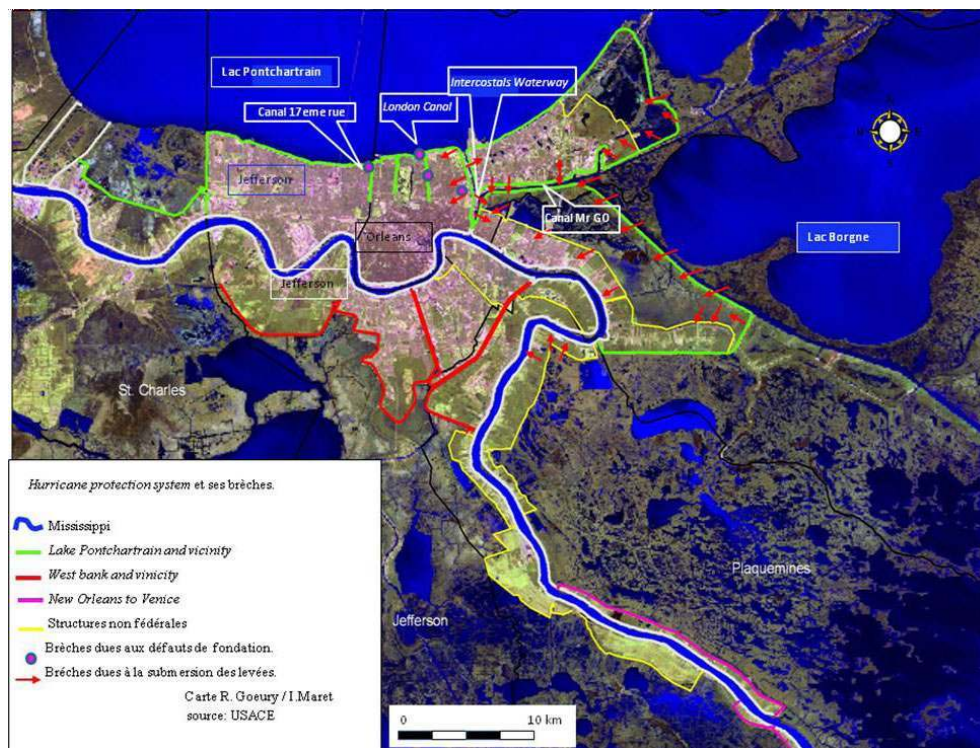 Lac Pontchartrain
Intercostals Waterway
Canal 17eme rue
London Canal
Jefferson
Canal Mr GO
Orleans
Lac Borgne
Jefferson
St. Charles
Hurricane protection system et ses brèches.
Mississippi
Lake Pontchartrain and vicinity
West bank and vinicity
New Orleans to Venice
Structures non fédérales
Brèches dues aux défauts de fondation.
Brèches dues à la submersion des levées.
Carte R. Goeury / I.Maret
source: USACE
Plaquemines
Jefferson
0 10 km